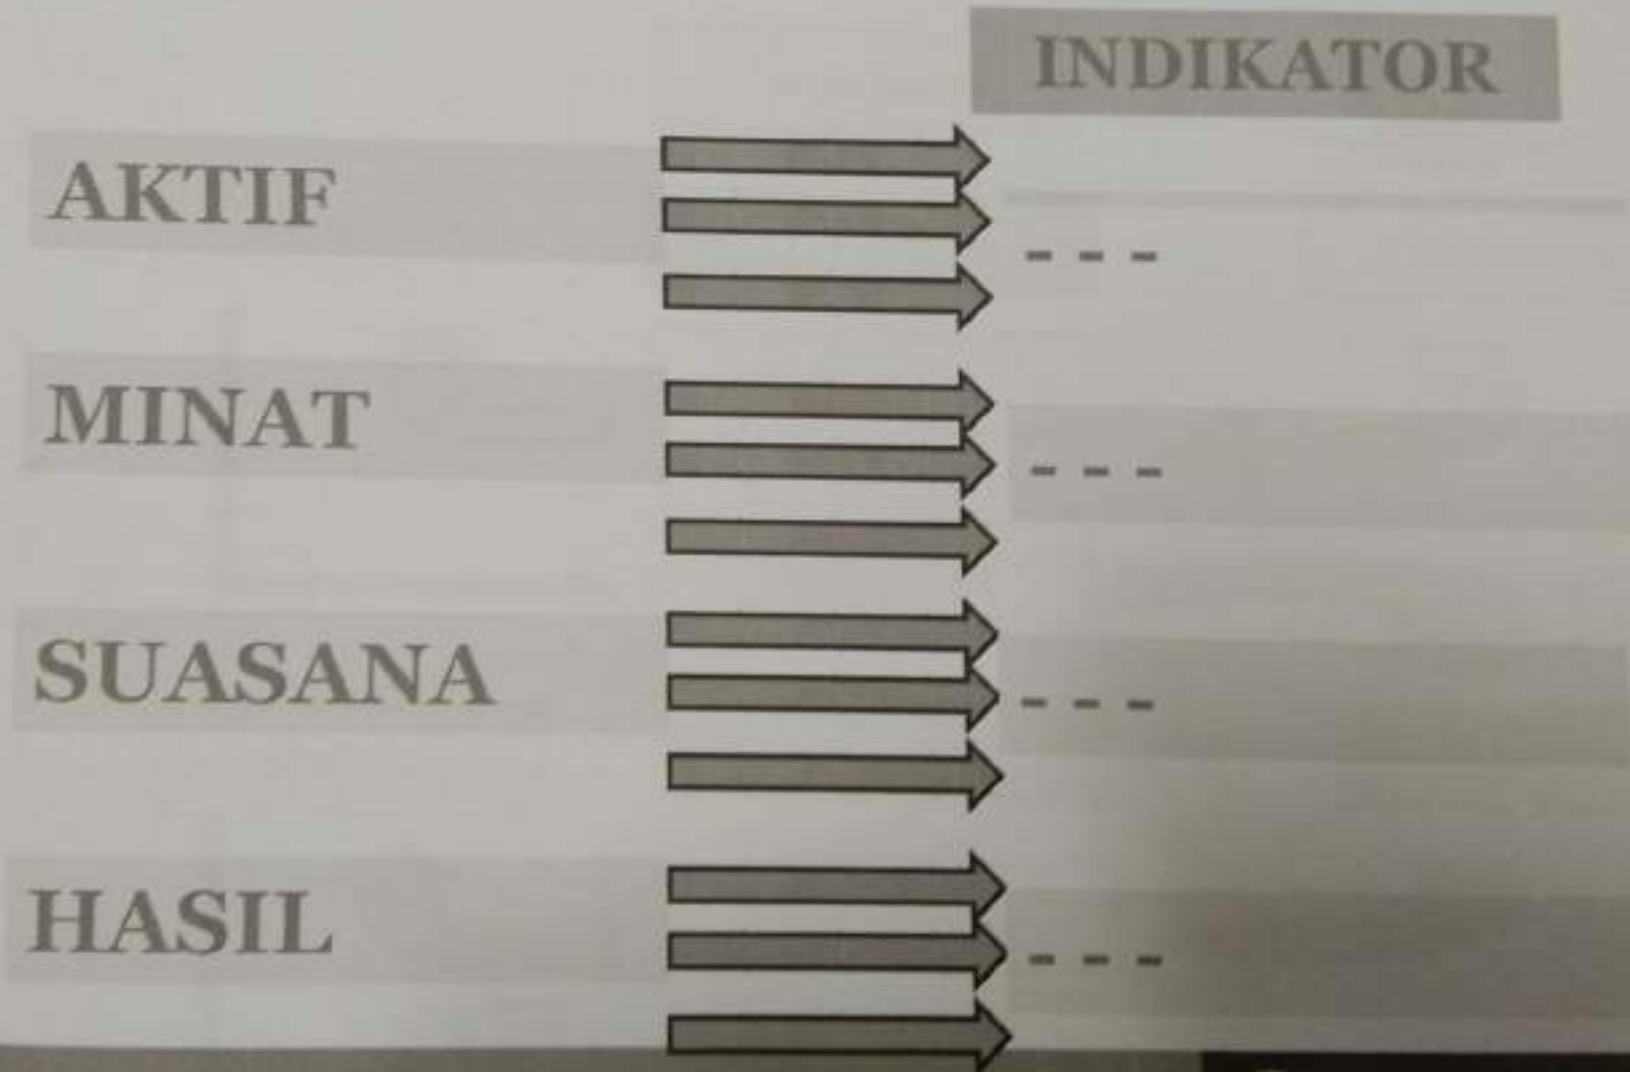 INDIKATOR
AKTIF
- - -
MINAT
- - -
SUASANA
- - -
HASIL
- - -